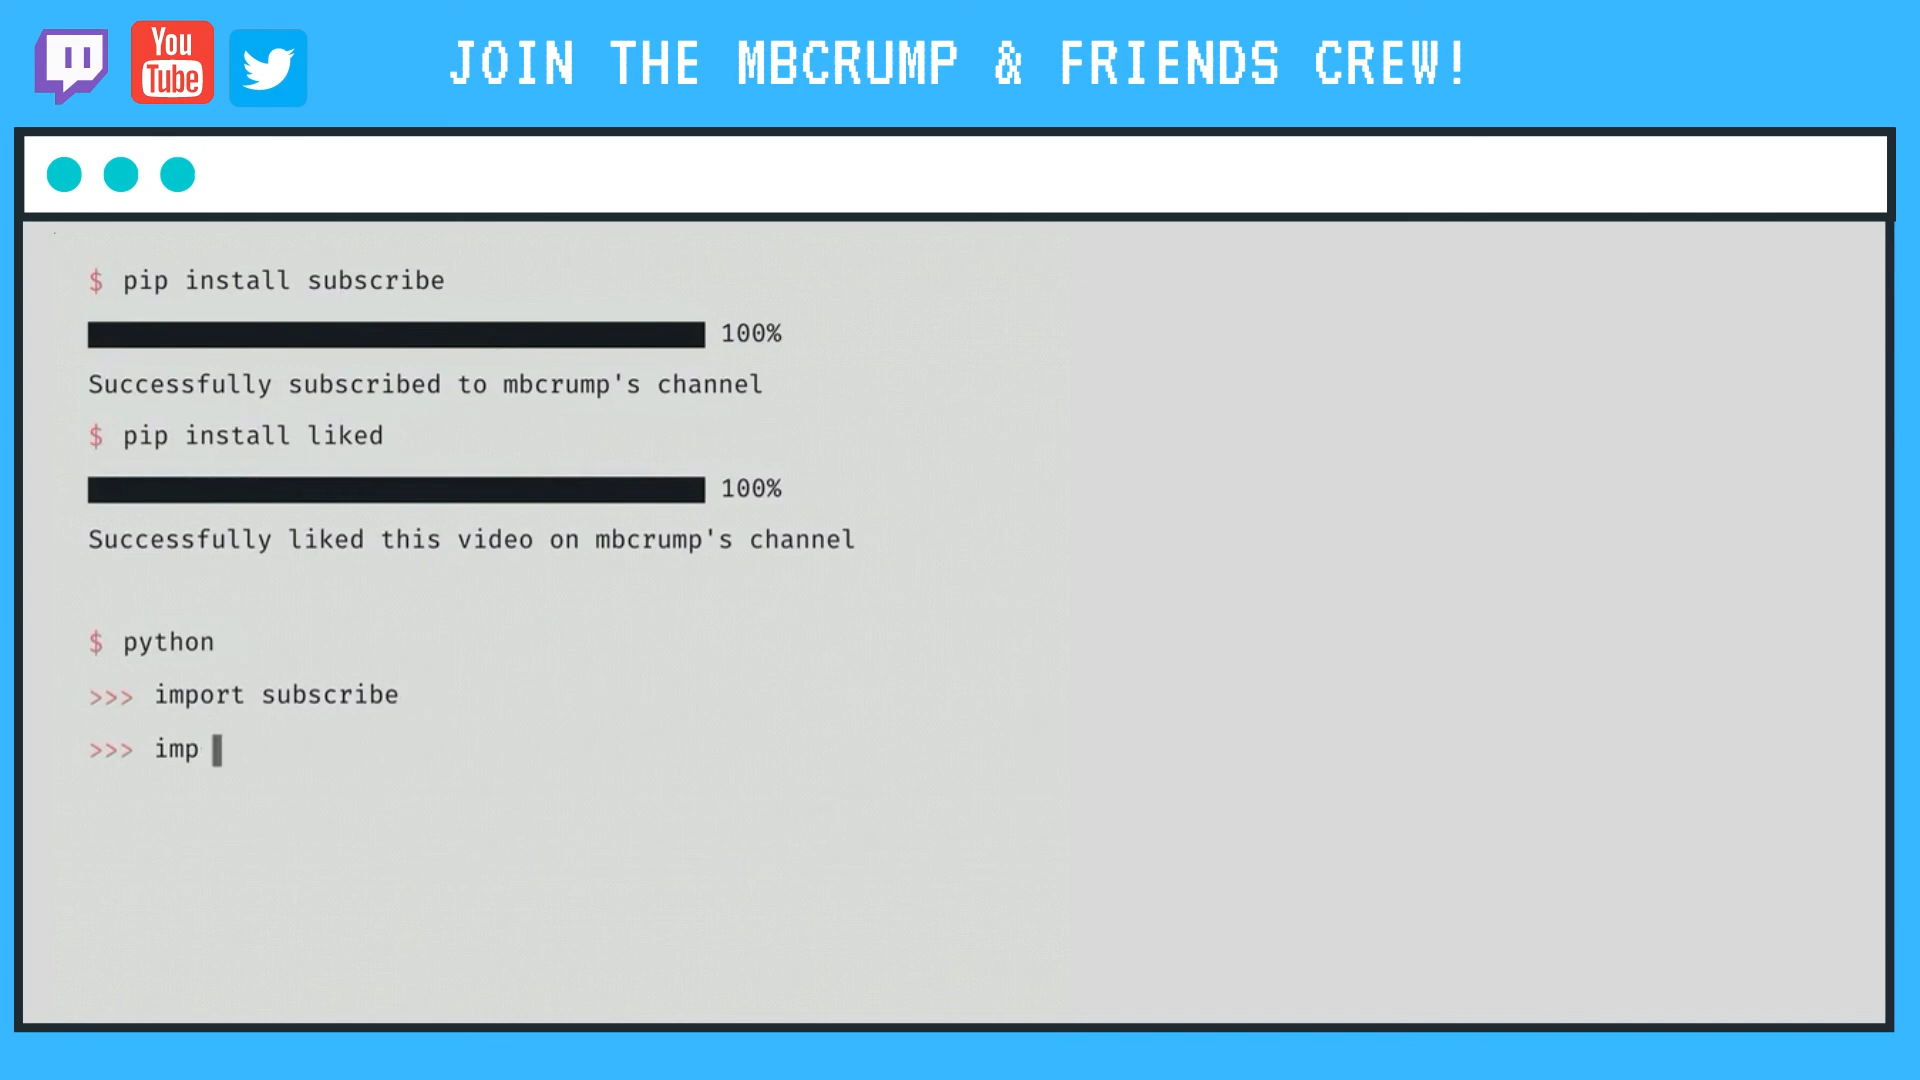 You
Tube
JOIN THE MBCRUMP & FRIENDS CREW!
$ pip install subscribe
100%
Successfully subscribed to mbcrump's channel
$ pip install liked
100%
Successfully liked this video on mbcrump's channel
$ python
>>> import subscribe
>>> imp